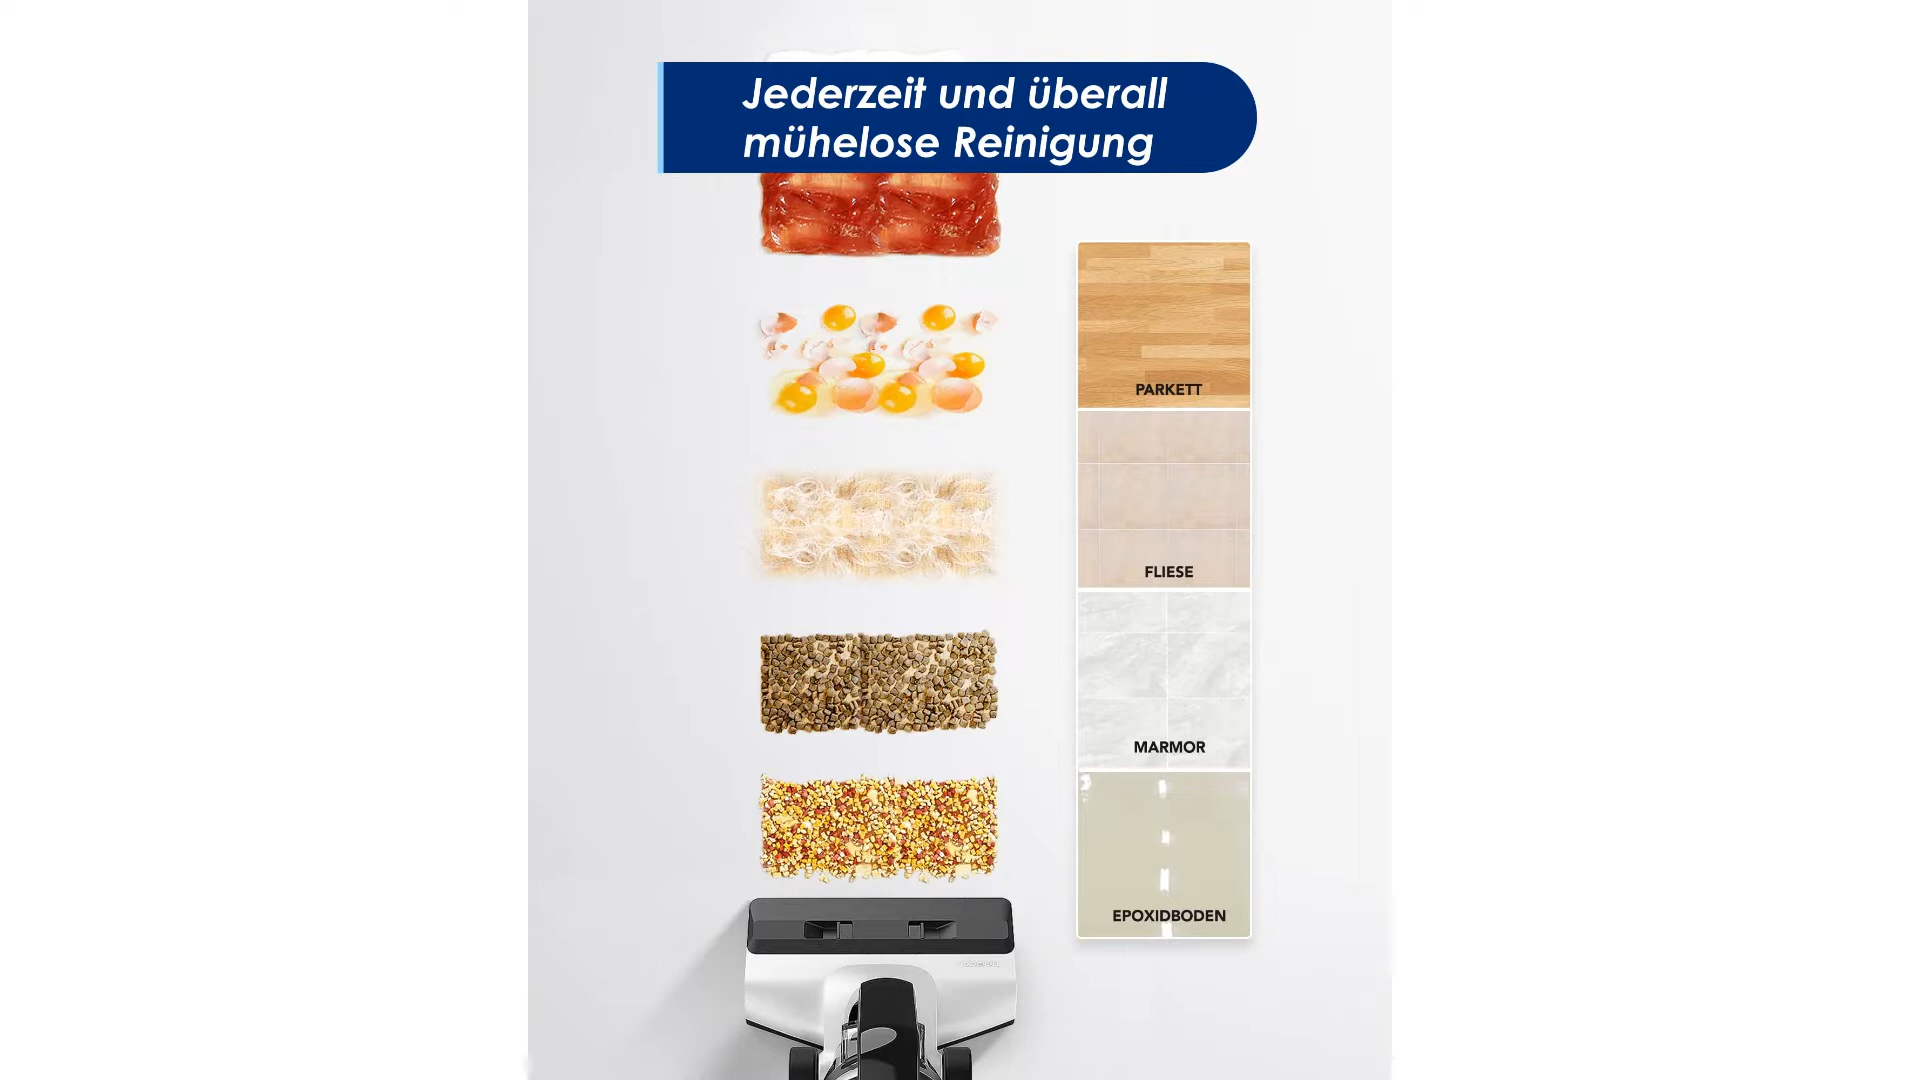 Jederzeit und überall
mühelose Reinigung
PARKETT
FLIESE
MARMOR
EPOXIDBODEN